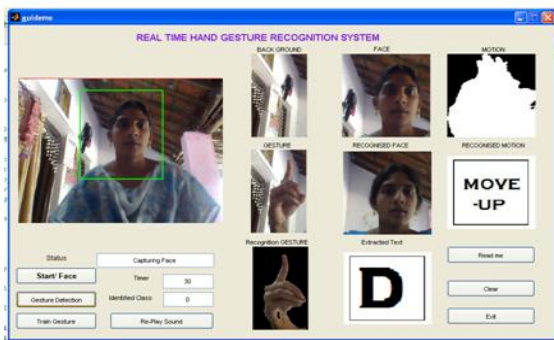 guidemo
REAL TIME HAND GESTURE RECOGNITION SYSTEM
BACK GROUND
FACE
MOTION
GESTURE
RECOGNISED FACE
RECOGNISED MOTION
MOVE
-UP
Recognition GESTURE
Extracted Text
D
Status
Capturing Face
Start/ Face
Timer
30
Gesture Detection
Identified Class
0
Train Gesture
Re-Play Sound
Read me
Clear
Exit